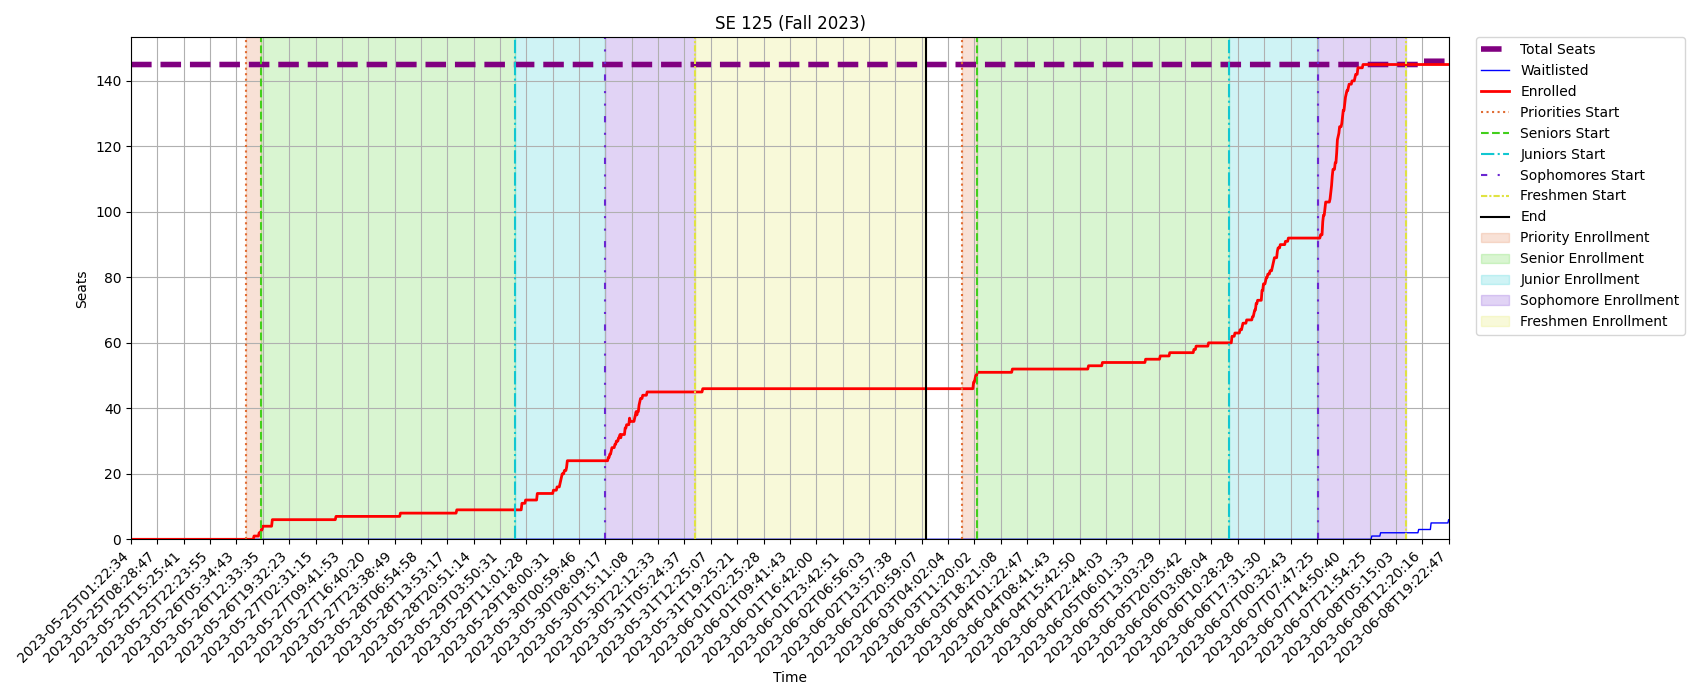 SE 125 (Fall 2023)
Seats
140
120
100
80
60
40
20
0
2023-05-25T01:22:34
2023-05-25T08:28:47
2023-05-25T15:25:41
2023-05-25T22:23:55
2023-05-26T05:34:43
2023-05-26T12:33:35
2023-05-26T19:32:23
2023-05-27T02:31:15
2023-05-27T09:41:53
2023-05-27T16:40:20
2023-05-27T23:38:49
2023-05-28T06:54:58
2023-05-28T13:53:17
2023-05-28T20:51:14
2023-05-29T03:50:31
2023-05-29T11:01:28
2023-05-29T18:00:31
2023-05-30T00:59:46
2023-05-30T08:09:17
2023-05-30T15:11:08
2023-05-30T22:12:33
2023-05-31T05:24:37
2023-05-31T12:25:07
2023-05-31T19:25:21
2023-06-01T02:25:28
2023-06-01T09:41:43
2023-06-01T16:42:00
2023-06-01T23:42:51
2023-06-02T06:56:03
2023-06-02T13:57:38
2023-06-02T20:59:07
2023-06-03T04:02:04
2023-06-03T11:20:02
2023-06-03T18:21:08
2023-06-04T01:22:47
2023-06-04T08:41:43
2023-06-04T15:42:50
2023-06-04T22:44:03
2023-06-05T06:01:33
2023-06-05T13:03:29
2023-06-05T20:05:42
2023-06-06T03:08:04
2023-06-06T10:28:28
2023-06-06T17:31:30
2023-06-07T00:32:43
2023-06-07T07:47:25
2023-06-07T14:50:40
2023-06-07T21:54:25
2023-06-08T05:15:03
2023-06-08T12:20:16
2023-06-08T19:22:47
Time
Total Seats
Waitlisted
Enrolled
Priorities Start
Seniors Start
Juniors Start
Sophomores Start
Freshmen Start
End
Priority Enrollment
Senior Enrollment
Junior Enrollment
Sophomore Enrollment
Freshmen Enrollment